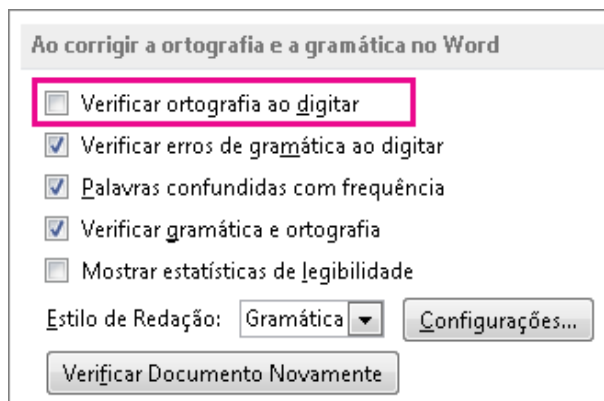 Ao corrigir a ortografia e a gramática no Word
Verificar ortografia ao digitar
Verificar erros de gramática ao digitar
Palavras confundidas com frequência
Verificar gramática e ortografia
Mostrar estatísticas de legibilidade
Estilo de Redação: Gramática Configurações...
Verificar Documento Novamente